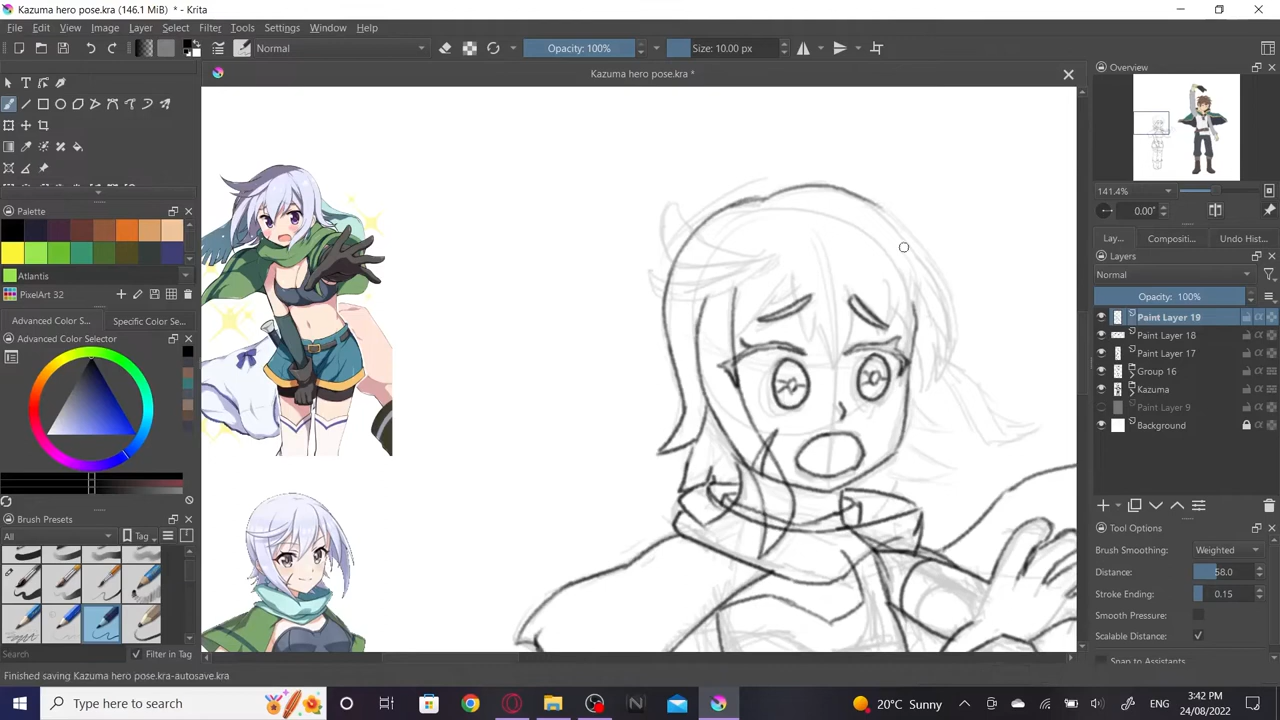 Kazuma hero pose.kra (146.1 MiB) * - Krita
File Edit View Image Layer Select Filter Tools Settings Window Help
Normal
Opacity: 100%
Size: 10.00 px
Kazuma hero pose.kra *
Palette
Atlantis
PixelArt 32
Advanced Color S...
Specific Color Se...
Advanced Color Selector
Brush Presets
All
Tag
Search
Filter in Tag
Finished saving Kazuma hero pose.kra-autosave.kra
Overview
141.4%
0.00°
Lay...
Compositi...
Undo Hist...
Layers
Normal
Opacity: 100%
Paint Layer 19
Paint Layer 18
Paint Layer 17
Group 16
Kazuma
Paint Layer 9
Background
Tool Options
Brush Smoothing: Weighted
Distance: 58.0
Stroke Ending: 0.15
Smooth Pressure:
Scalable Distance:
Snap to Assistants
Type here to search
20°C Sunny
ENG
3:42 PM
24/08/2022